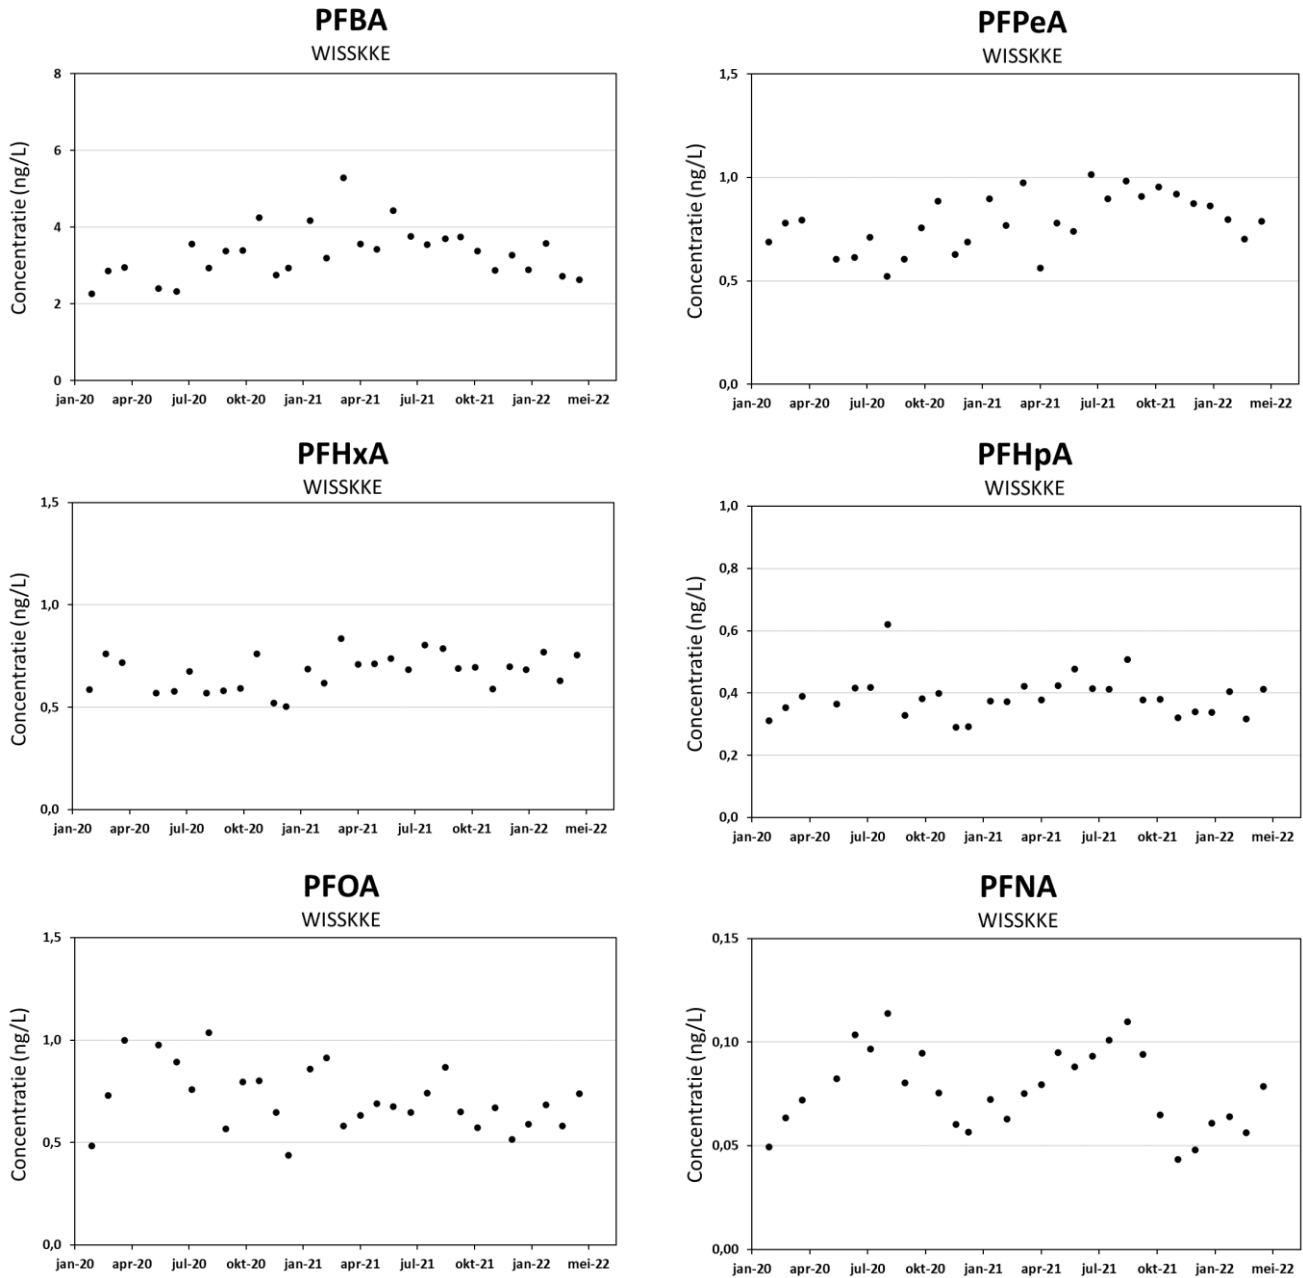 PFBA
WISSKKE
Concentratie (ng/L)
8
6
4
2
0
jan-20 apr-20 jul-20 okt-20 jan-21 apr-21 jul-21 okt-21 jan-22 mei-22
PFPeA
WISSKKE
Concentratie (ng/L)
1,5
1,0
0,5
0,0
jan-20 apr-20 jul-20 okt-20 jan-21 apr-21 jul-21 okt-21 jan-22 mei-22
PFHxA
WISSKKE
Concentratie (ng/L)
1,5
1,0
0,5
0,0
jan-20 apr-20 jul-20 okt-20 jan-21 apr-21 jul-21 okt-21 jan-22 mei-22
PFHpA
WISSKKE
Concentratie (ng/L)
1,0
0,8
0,6
0,4
0,2
0,0
jan-20 apr-20 jul-20 okt-20 jan-21 apr-21 jul-21 okt-21 jan-22 mei-22
PFOA
WISSKKE
Concentratie (ng/L)
1,5
1,0
0,5
0,0
jan-20 apr-20 jul-20 okt-20 jan-21 apr-21 jul-21 okt-21 jan-22 mei-22
PFNA
WISSKKE
Concentratie (ng/L)
0,15
0,10
0,05
0,00
jan-20 apr-20 jul-20 okt-20 jan-21 apr-21 jul-21 okt-21 jan-22 mei-22